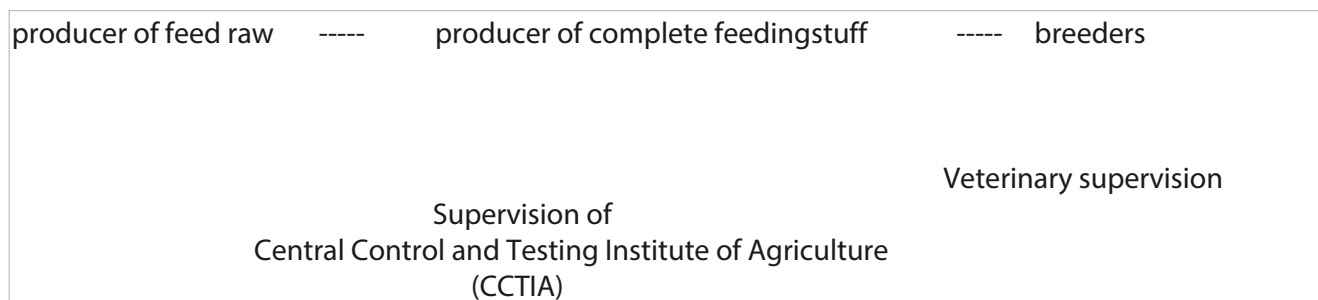 producer of feed raw ----- producer of complete feedingstuff ----- breeders
Veterinary supervision
Supervision of
Central Control and Testing Institute of Agriculture
(CCTIA)